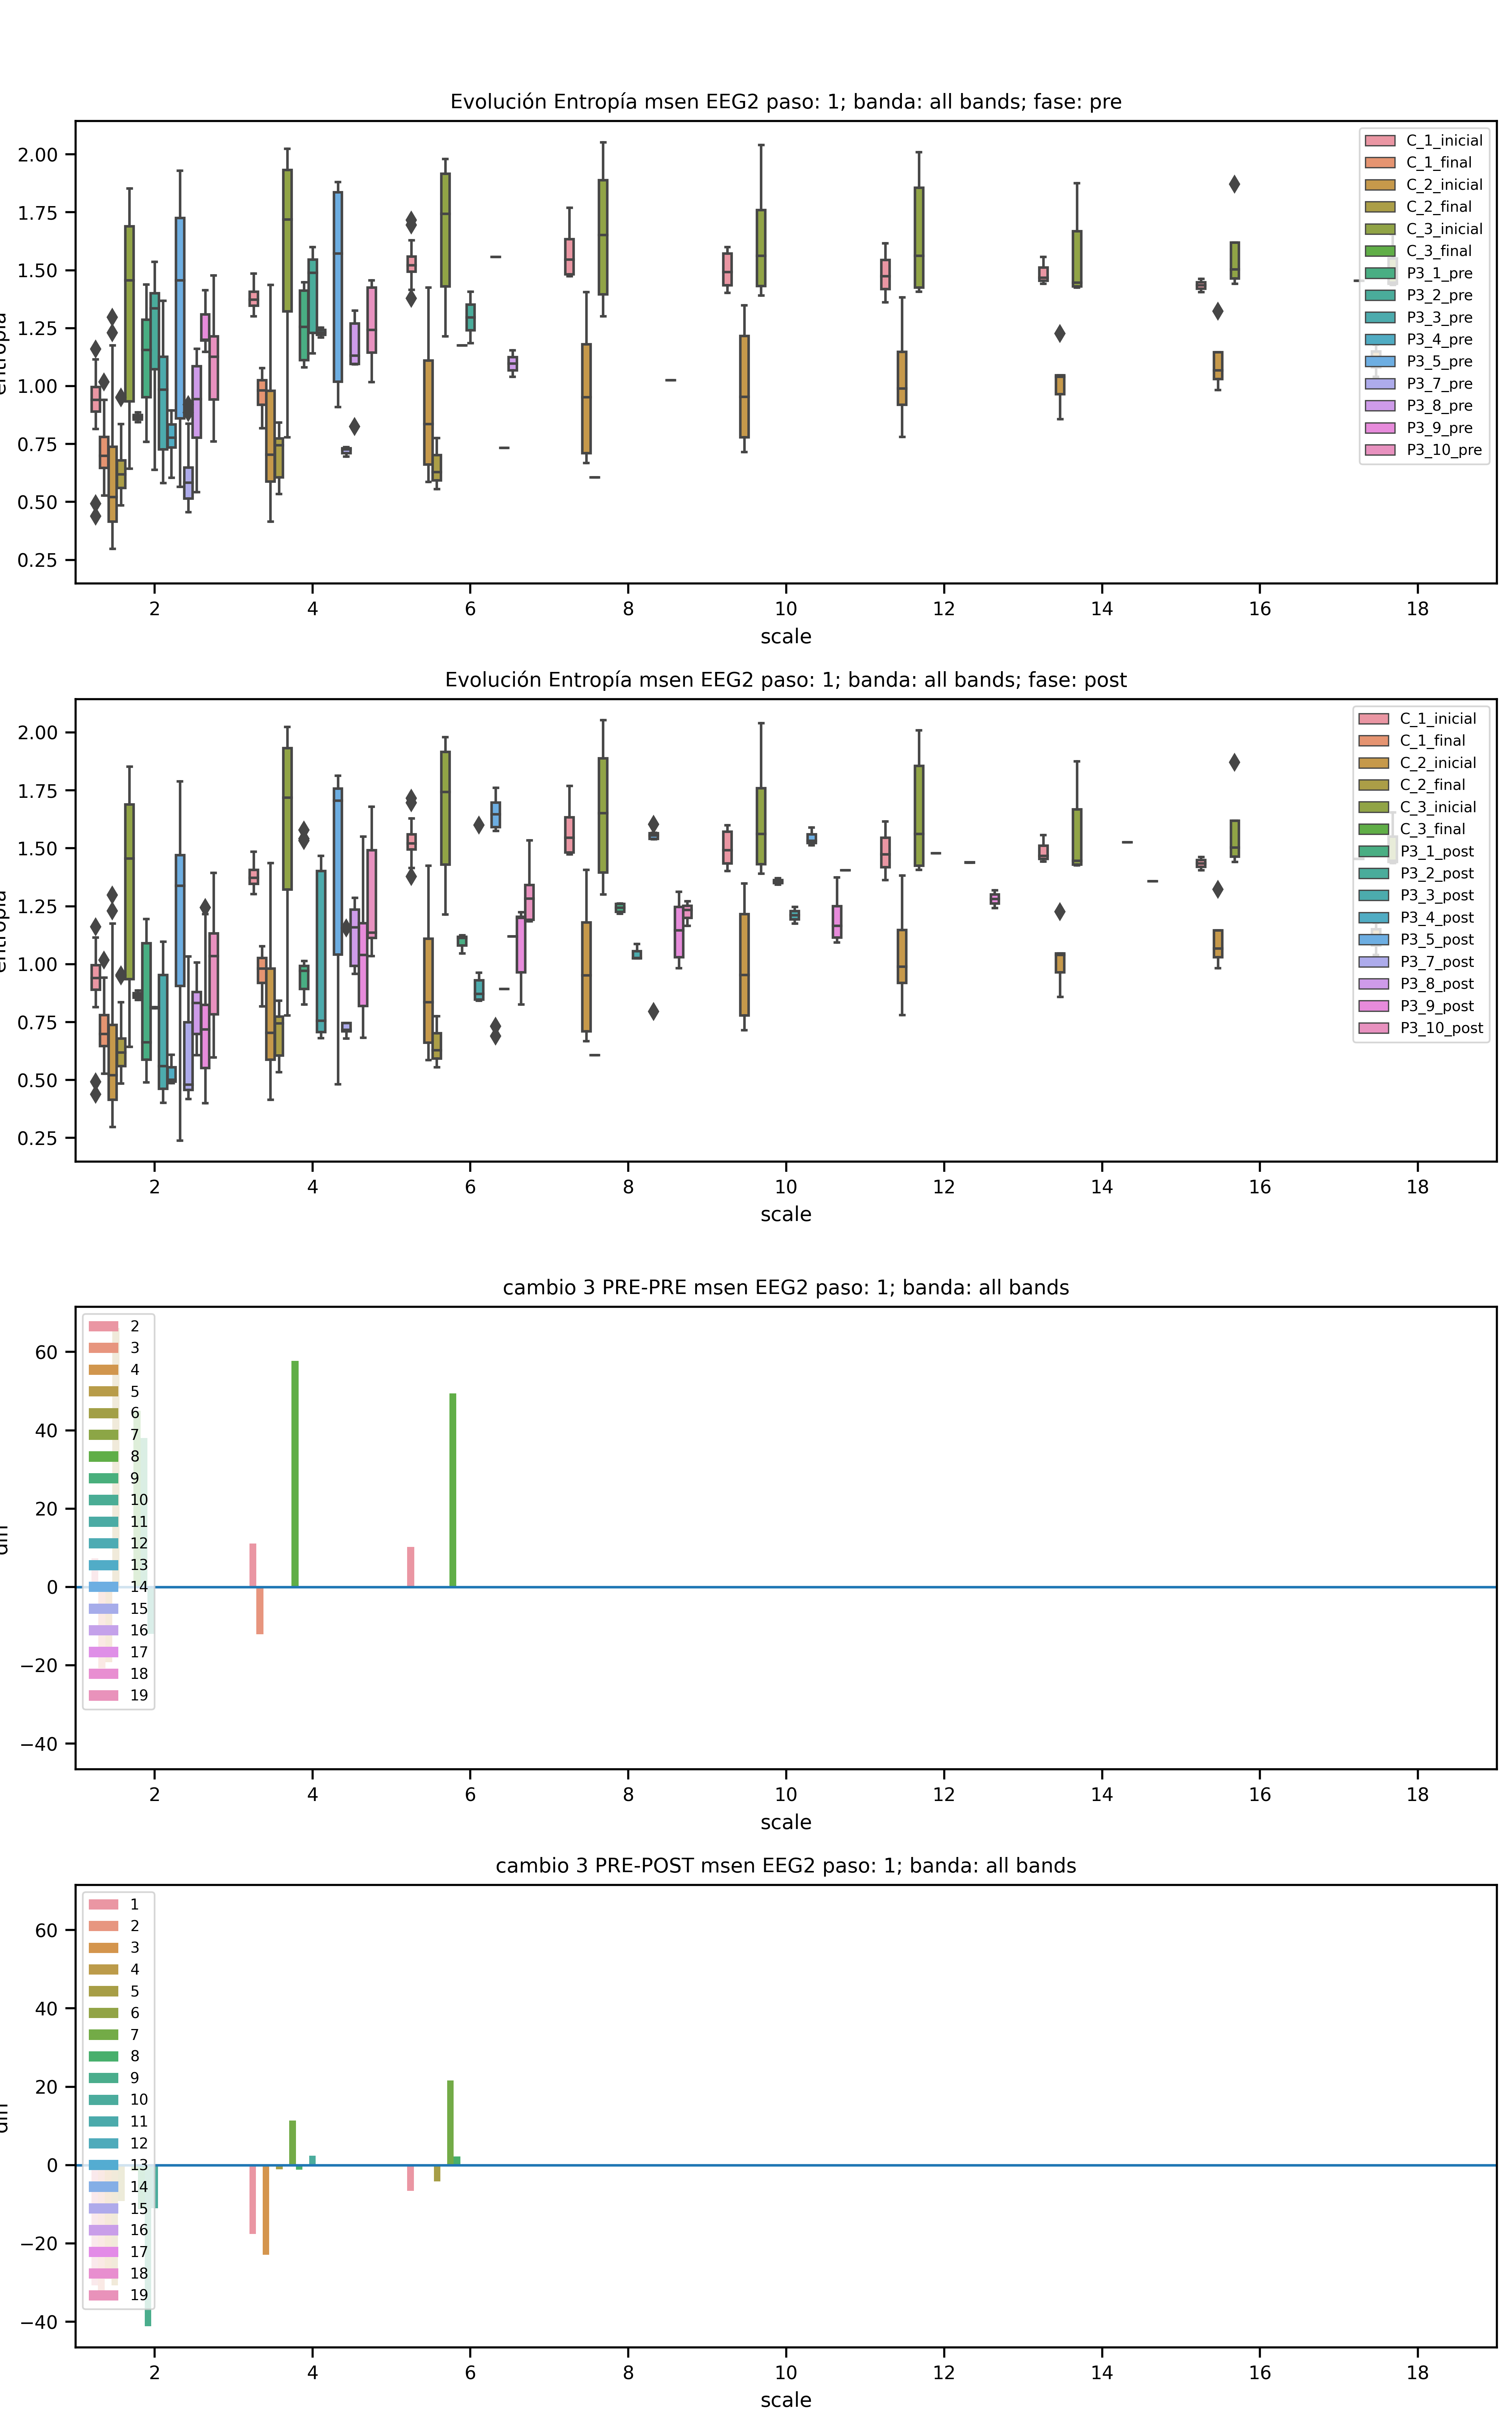 Evolución Entropía msen EEG2 paso: 1; banda: all bands; fase: pre
2.00
1.75
1.50
1.25
1.00
0.75
0.50
0.25
C_1_inicial
C_1_final
C_2_inicial
C_2_final
C_3_inicial
C_3_final
P3_1_pre
P3_2_pre
P3_3_pre
P3_4_pre
P3_5_pre
P3_7_pre
P3_8_pre
P3_9_pre
P3_10_pre
2 4 6 8 10 12 14 16 18
scale
Evolución Entropía msen EEG2 paso: 1; banda: all bands; fase: post
2.00
1.75
1.50
1.25
1.00
0.75
0.50
0.25
C_1_inicial
C_1_final
C_2_inicial
C_2_final
C_3_inicial
C_3_final
P3_1_post
P3_2_post
P3_3_post
P3_4_post
P3_5_post
P3_7_post
P3_8_post
P3_9_post
P3_10_post
2 4 6 8 10 12 14 16 18
scale
cambio 3 PRE-PRE msen EEG2 paso: 1; banda: all bands
60
40
20
0
−20
−40
2
3
4
5
6
7
8
9
10
11
12
13
14
15
16
17
18
19
2 4 6 8 10 12 14 16 18
scale
cambio 3 PRE-POST msen EEG2 paso: 1; banda: all bands
60
40
20
0
−20
−40
1
2
3
4
5
6
7
8
9
10
11
12
13
14
15
16
17
18
19
2 4 6 8 10 12 14 16 18
scale